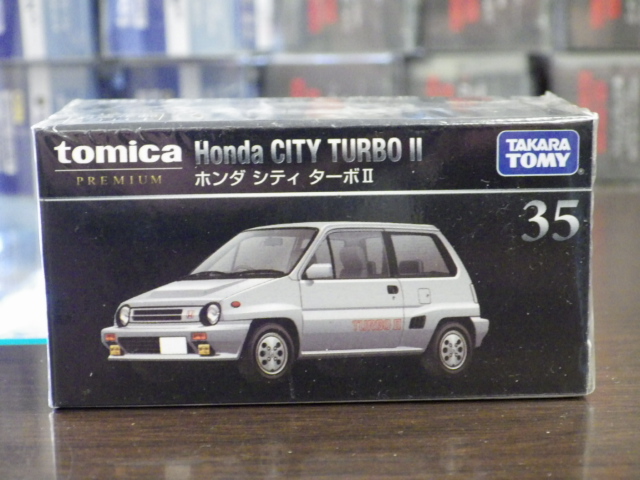 tomica
PREMIUM
Honda CITY TURBO II
ホンダ シティ ターボⅡ
TAKARA
TOMY
35
TURBO II